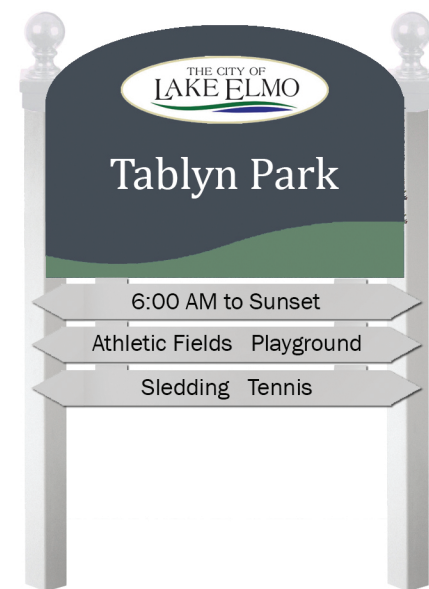 THE CITY OF
LAKE ELMO
Tablyn Park
6:00 AM to Sunset
Athletic Fields Playground
Sledding Tennis